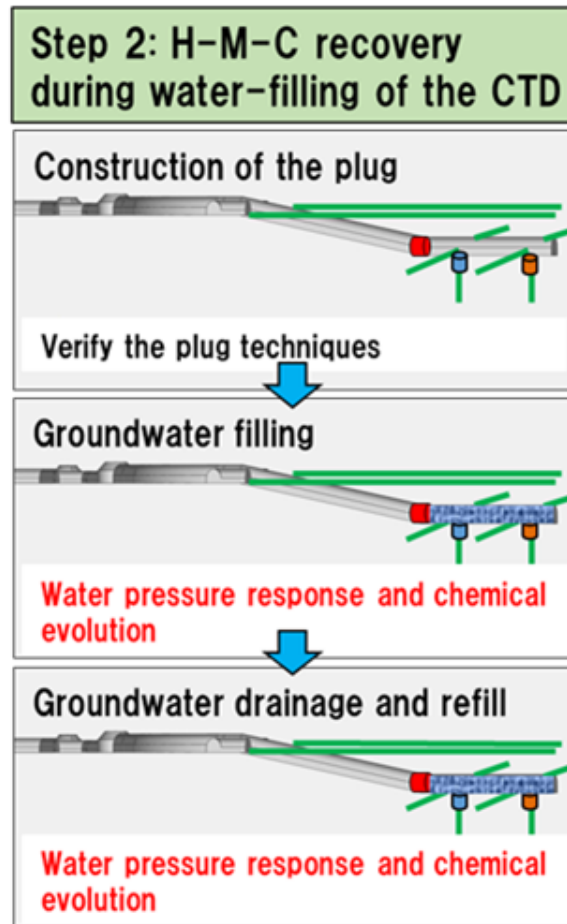 Step 2: H-M-C recovery
during water-filling of the CTD
Construction of the plug
Verify the plug techniques
Groundwater filling
Water pressure response and chemical
evolution
Groundwater drainage and refill
Water pressure response and chemical
evolution